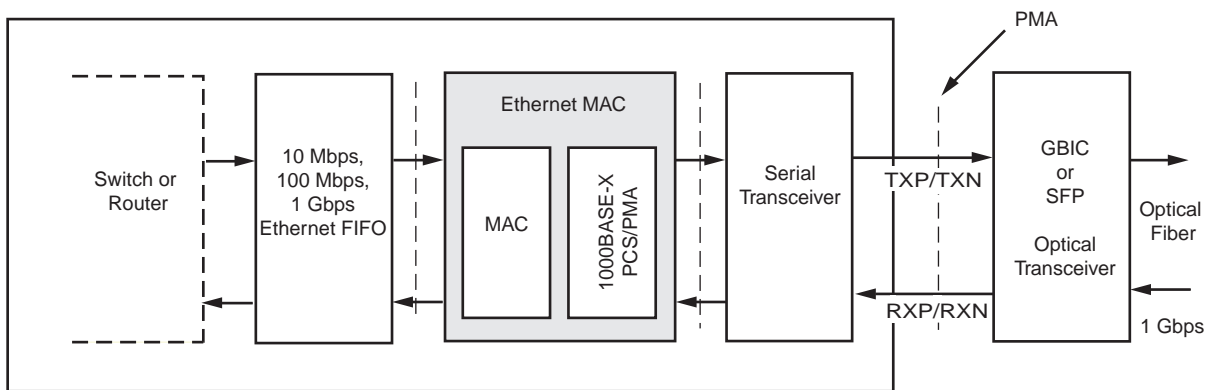 PMA
Switch or
Router
10 Mbps,
100 Mbps,
1 Gbps
Ethernet FIFO
Ethernet MAC
MAC
1000BASE-X
PCS/PMA
Serial
Transceiver
TXP/TXN
RXP/RXN
GBIC
or
SFP
Optical
Transceiver
Optical
Fiber
1 Gbps